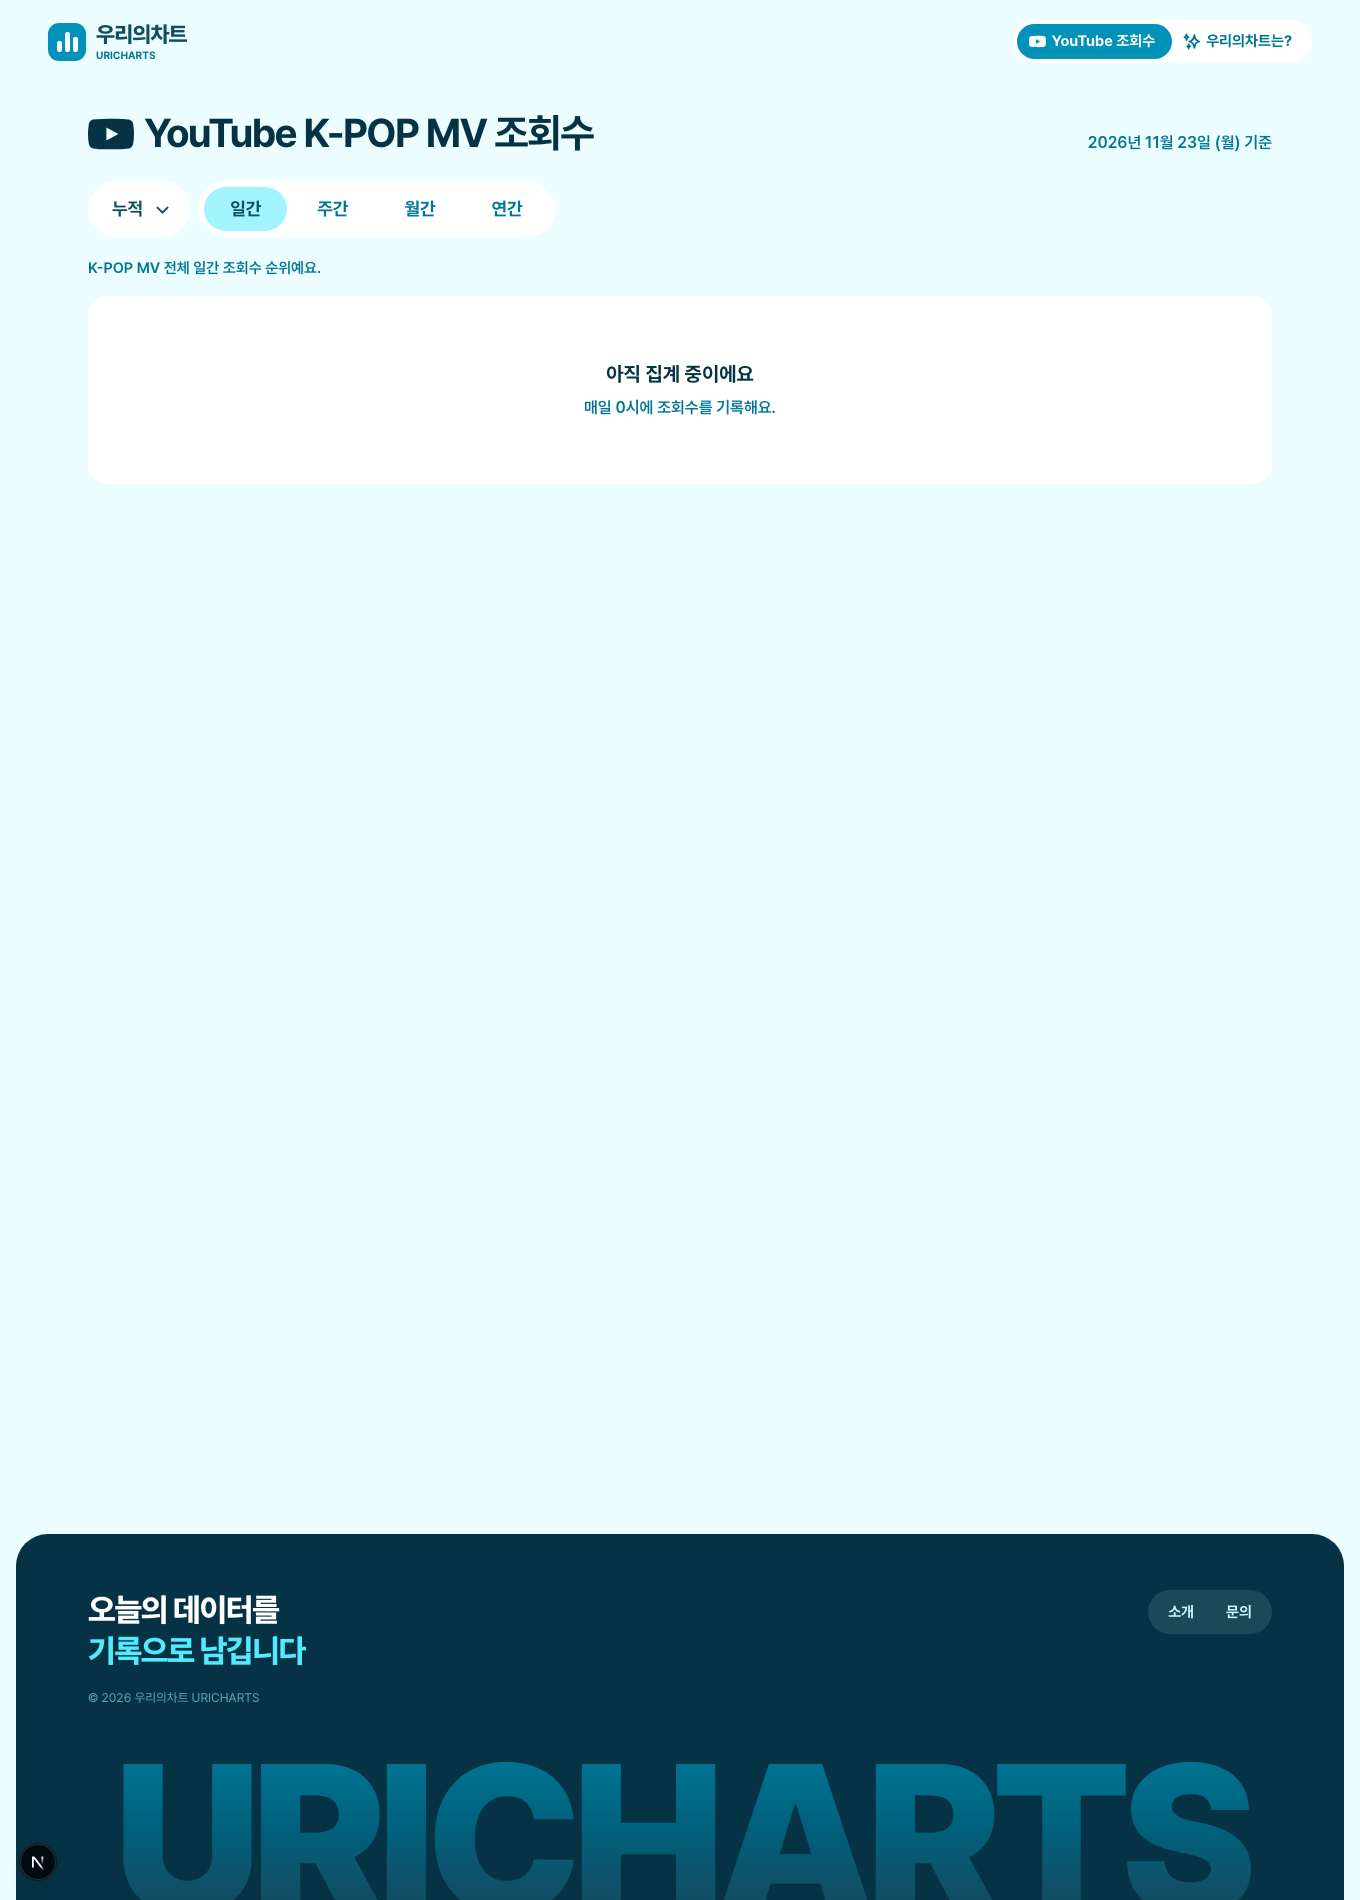 우리의차트
URICHARTS
YouTube 조회수
우리의차트는?
YouTube K-POP MV 조회수
2026년 11월 23일 (월) 기준
누적
일간
주간
월간
연간
K-POP MV 전체 일간 조회수 순위예요.
아직 집계 중이에요
매일 0시에 조회수를 기록해요.
오늘의 데이터를
기록으로 남깁니다
소개
문의
© 2026 우리의차트 URICHARTS
URICHARTS
N